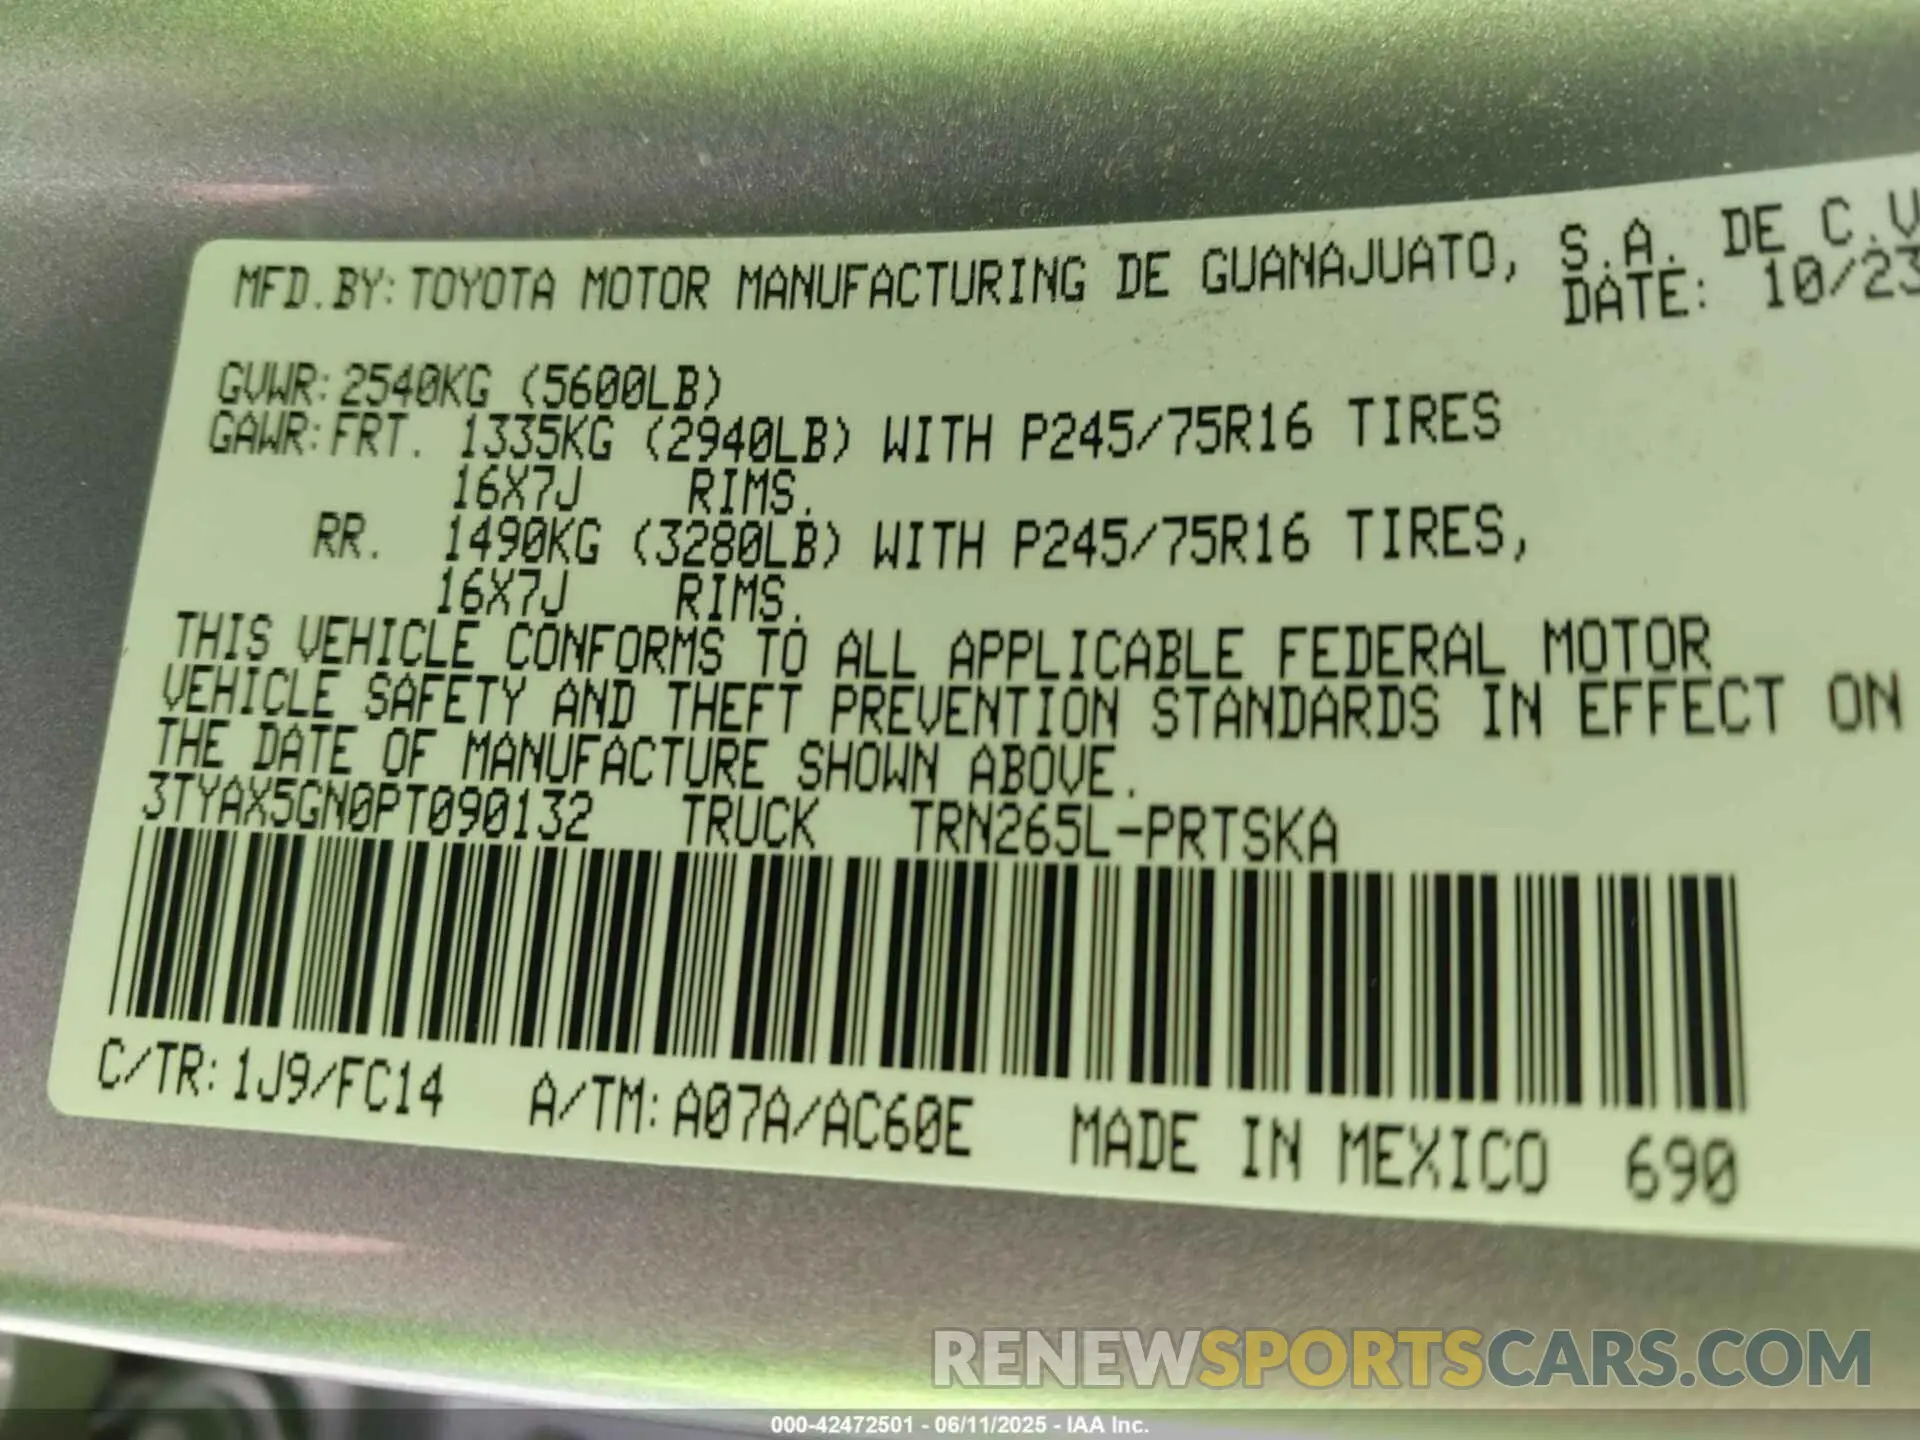 MFD.BY: TOYOTA MOTOR MANUFACTURING DE GUANAJUATO, S.A. DE C.V
DATE: 10/23
GVWR: 2540KG (5600LB)
GAWR: FRT. 1335KG (2940LB) WITH P245/75R16 TIRES
16X7J RIMS.
RR. 1490KG (3280LB) WITH P245/75R16 TIRES,
16X7J RIMS.
THIS VEHICLE CONFORMS TO ALL APPLICABLE FEDERAL MOTOR
VEHICLE SAFETY AND THEFT PREVENTION STANDARDS IN EFFECT ON
THE DATE OF MANUFACTURE SHOWN ABOVE.
3TYAX5GN0PT090132 TRUCK TRN265L-PRTSKA
C/TR: 1J9/FC14 A/TM: A07A/AC60E MADE IN MEXICO 690
RENEWSPORTSCARS.COM
000-42472501 - 06/11/2025 - IAA Inc.